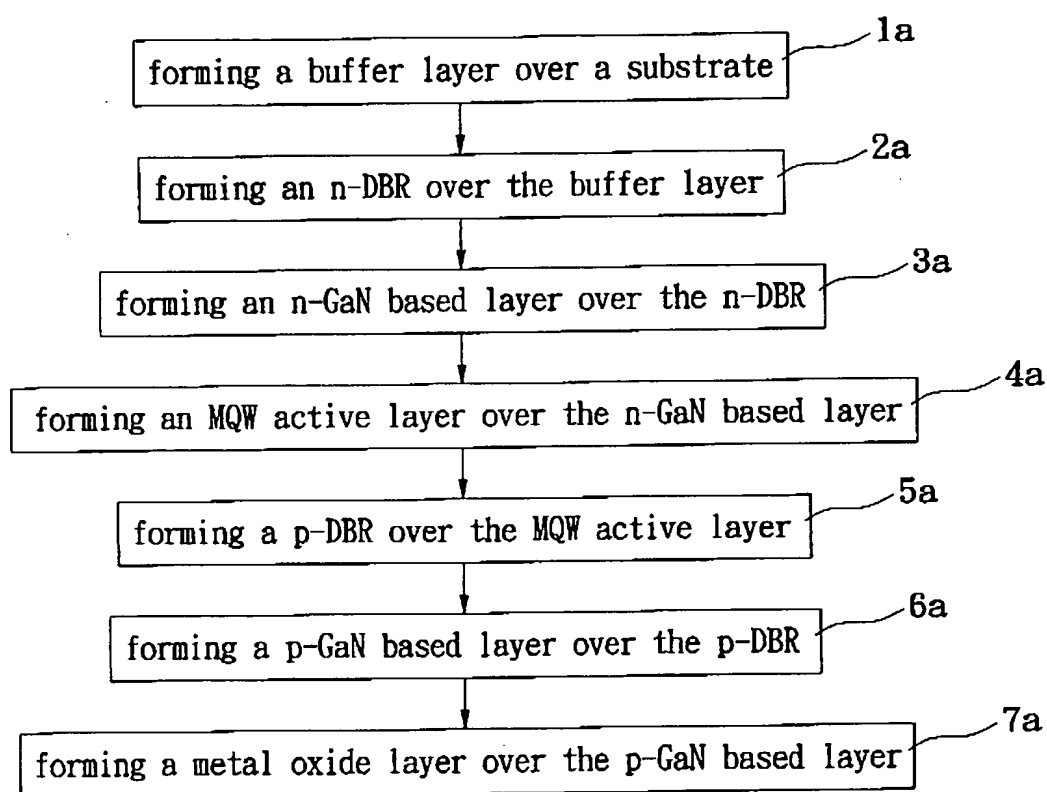 1a
forming a buffer layer over a substrate
2a
forming an n-DBR over the buffer layer
3a
forming an n-GaN based layer over the n-DBR
4a
forming an MQW active layer over the n-GaN based layer
5a
forming a p-DBR over the MQW active layer
6a
forming a p-GaN based layer over the p-DBR
7a
forming a metal oxide layer over the p-GaN based layer